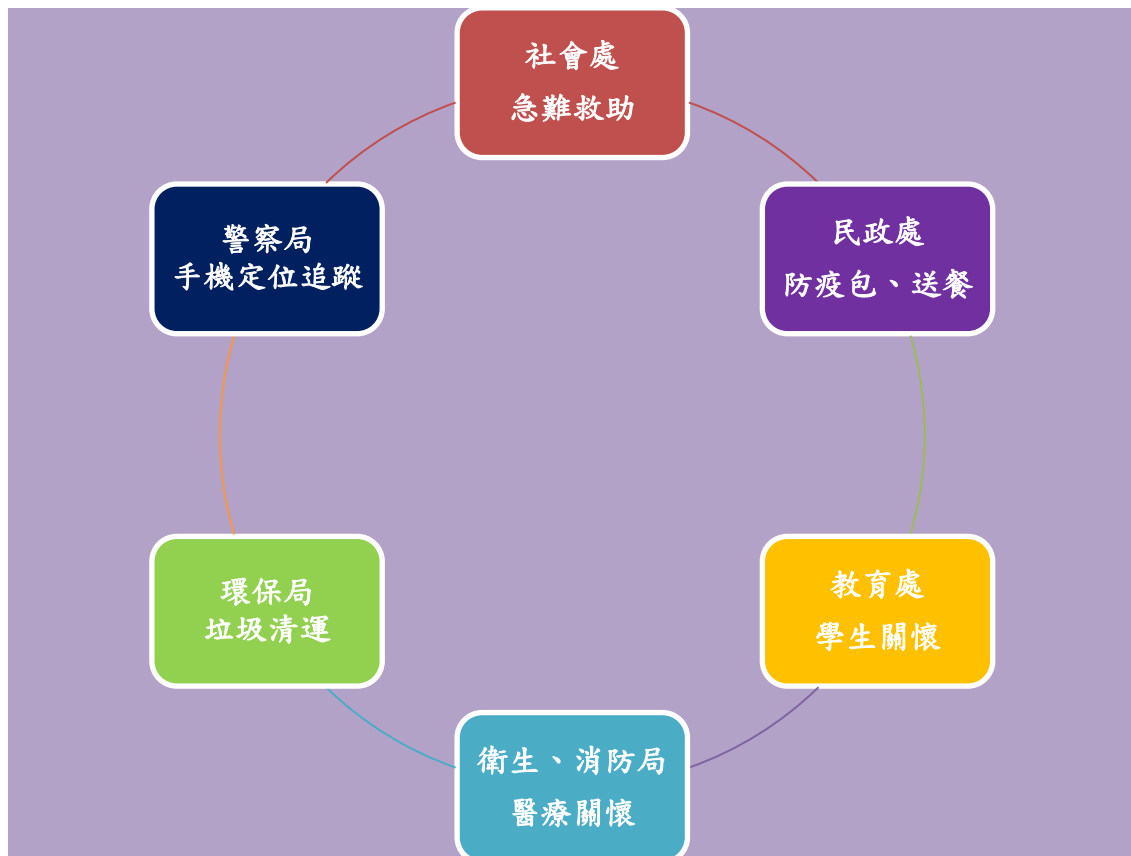 社會處
急難救助
民政處
防疫包、送餐
教育處
學生關懷
衛生、消防局
醫療關懷
環保局
垃圾清運
警察局
手機定位追蹤